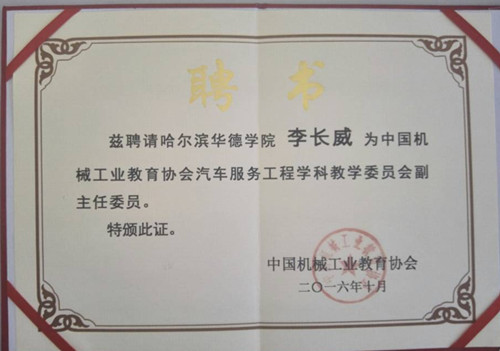 聘书
兹聘请哈尔滨华德学院 李长威 为中国机
械工业教育协会汽车服务工程学科教学委员会副
主任委员。
特颁此证。
中国机械工业教育协会
二〇一六年十月